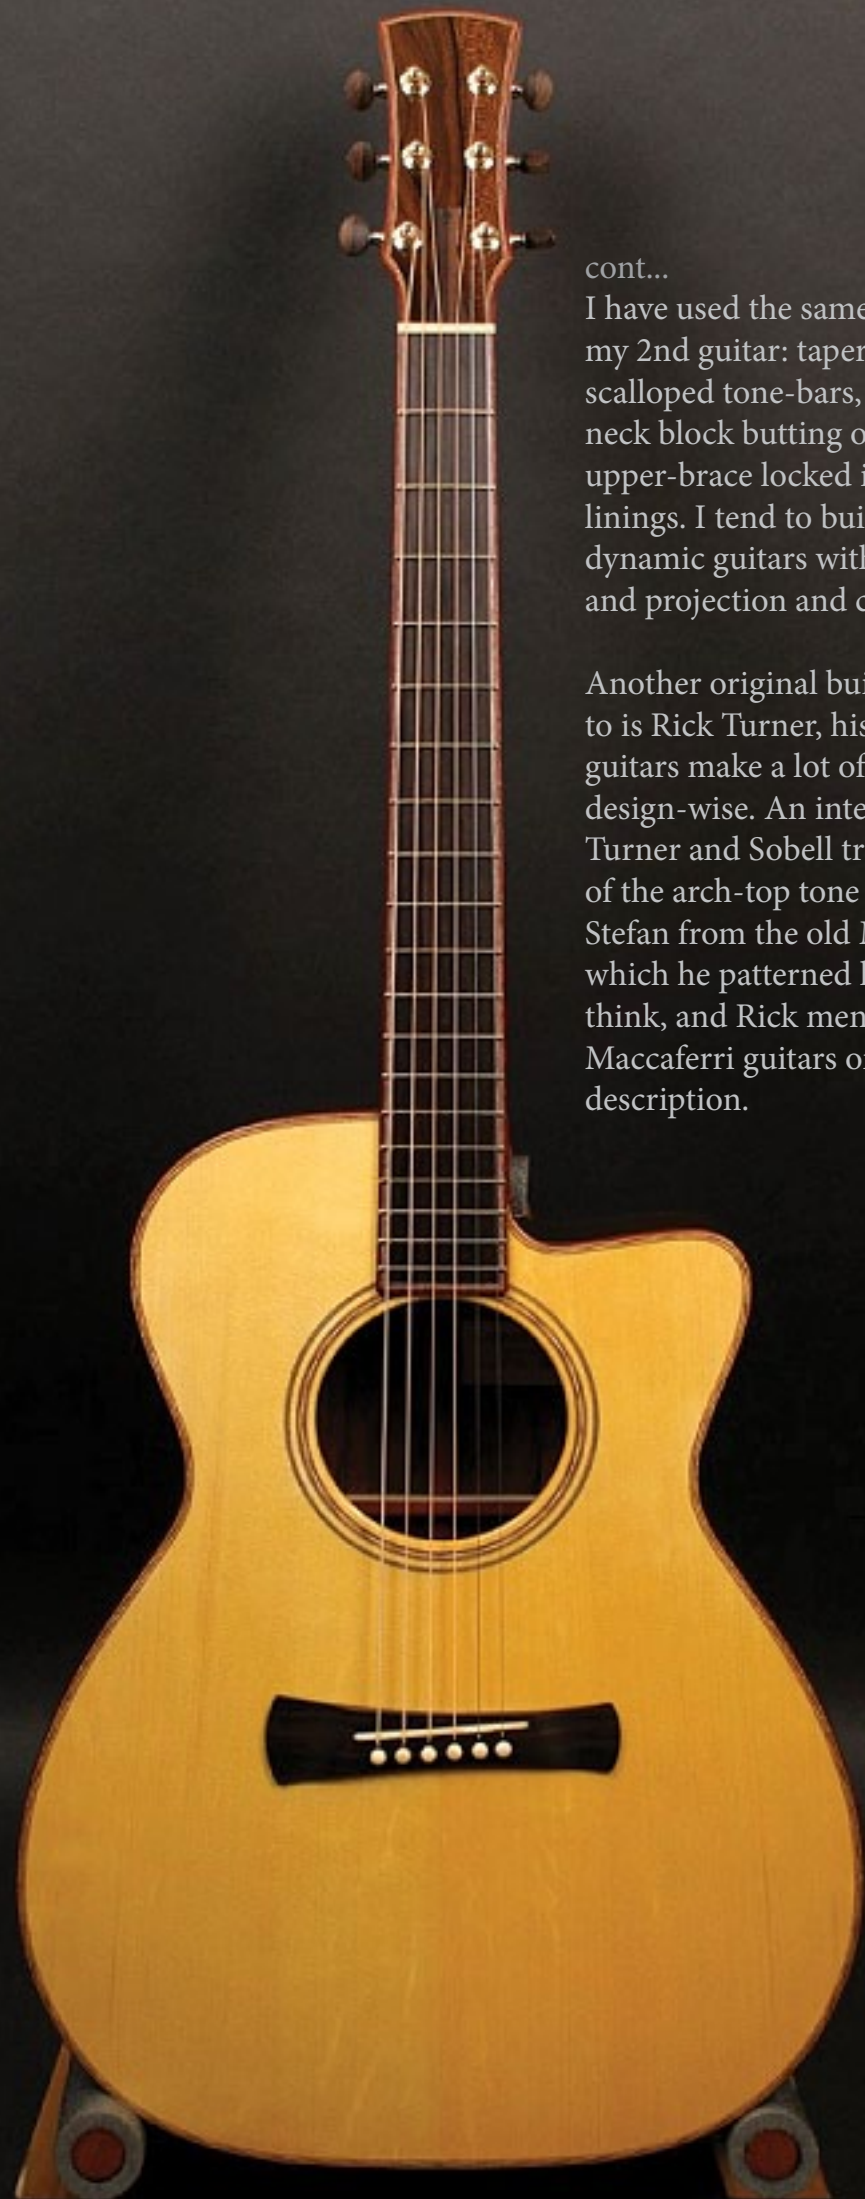 cont...
I have used the same
my 2nd guitar: taper
scalloped tone-bars,
neck block butting o
upper-brace locked i
linings. I tend to bui
dynamic guitars with
and projection and c
Another original bui
to is Rick Turner, his
guitars make a lot of
design-wise. An inte
Turner and Sobell tr
of the arch-top tone
Stefan from the old
which he patterned
think, and Rick men
Maccaferri guitars o
description.